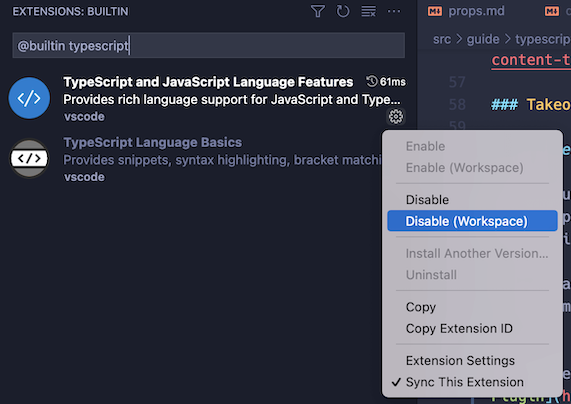 EXTENSIONS: BUILTIN
@builtin typescript
TypeScript and JavaScript Language Features 61ms
Provides rich language support for JavaScript and Type...
vscode
TypeScript Language Basics
Provides snippets, syntax highlighting, bracket matchi
vscode
Enable
Enable (Workspace)
Disable
Disable (Workspace)
Install Another Version...
Uninstall
Copy
Copy Extension ID
Extension Settings
✓ Sync This Extension
props.md
src > guide > typescrip
content-t
57
58 ### Takeo
59